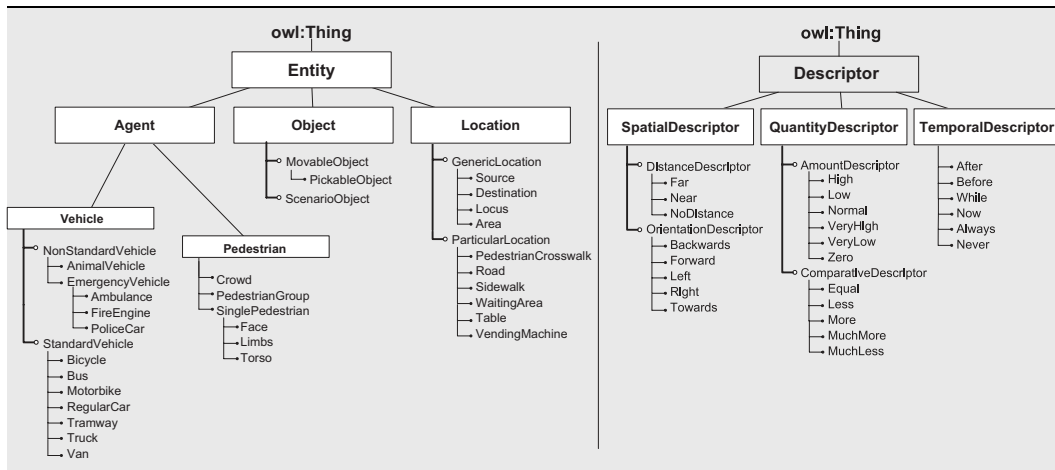 owl:Thing
Entity
Agent
Object
Location
MovableObject
PickableObject
ScenarioObject
GenericLocation
Source
Destination
Locus
Area
ParticularLocation
PedestrianCrosswalk
Road
Sidewalk
WaitingArea
Table
VendingMachine
Vehicle
NonStandardVehicle
AnimalVehicle
EmergencyVehicle
Ambulance
FireEngine
PoliceCar
StandardVehicle
Bicycle
Bus
Motorbike
RegularCar
Tramway
Truck
Van
Pedestrian
Crowd
PedestrianGroup
SinglePedestrian
Face
Limbs
Torso
owl:Thing
Descriptor
SpatialDescriptor
QuantityDescriptor
TemporalDescriptor
DistanceDescriptor
Far
Near
NoDistance
OrientationDescriptor
Backwards
Forward
Left
Right
Towards
AmountDescriptor
High
Low
Normal
VeryHigh
VeryLow
Zero
ComparativeDescriptor
Equal
Less
More
MuchMore
MuchLess
After
Before
While
Now
Always
Never